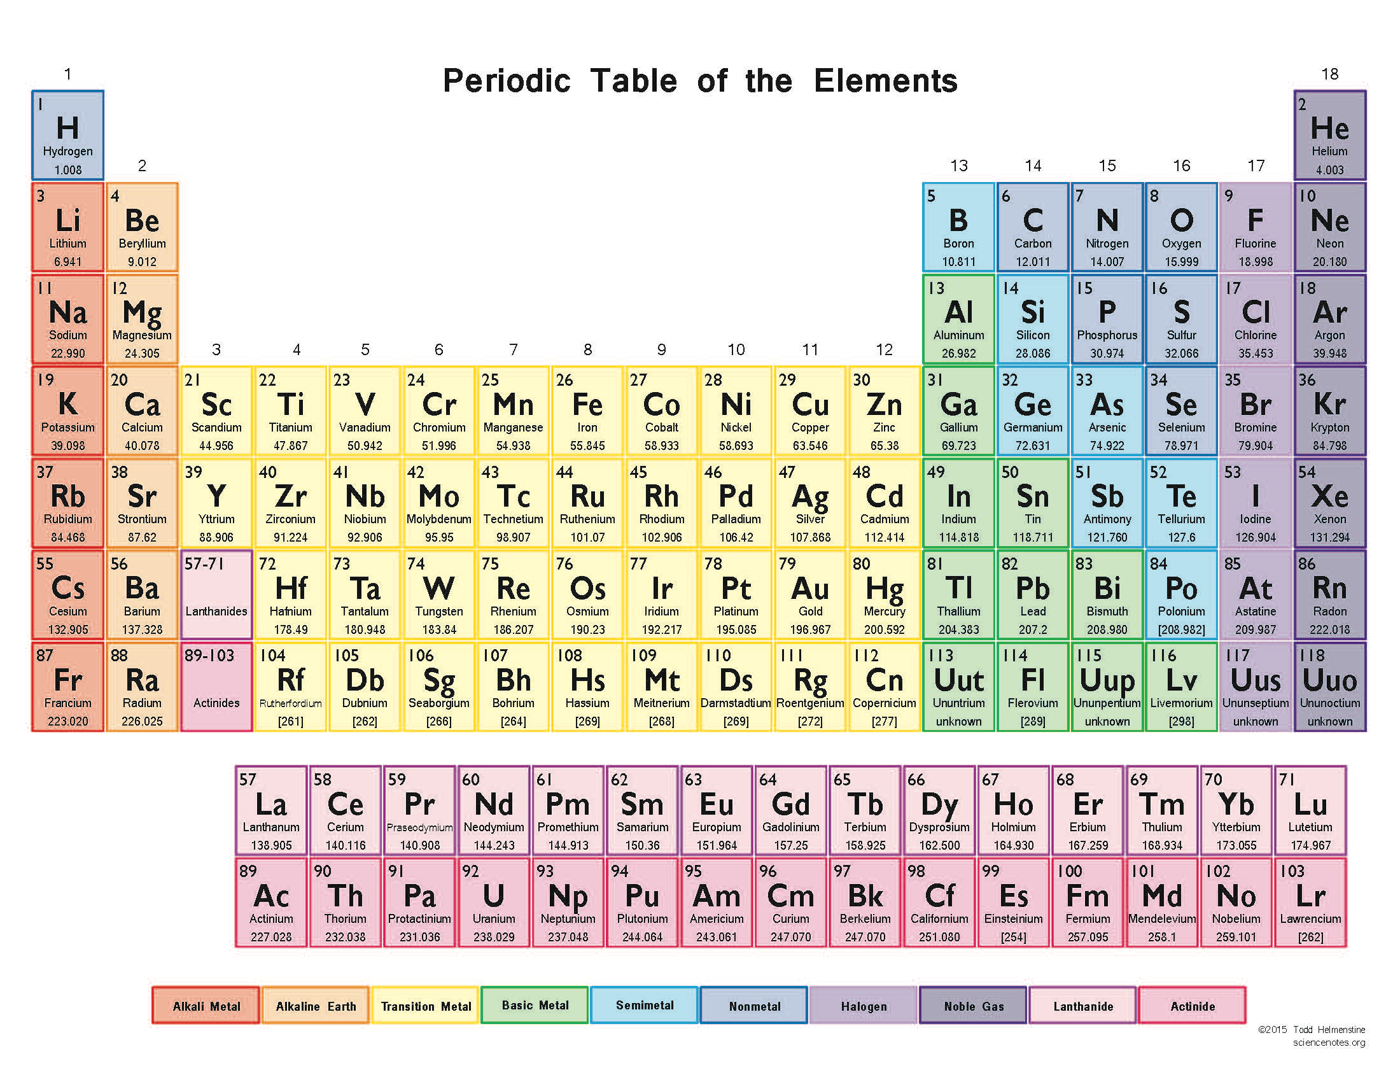 Periodic Table of the Elements
1
18
1 H Hydrogen 1.008
2 He Helium 4.003
2
13 14 15 16 17
3 Li Lithium 6.941
4 Be Beryllium 9.012
5 B Boron 10.811
6 C Carbon 12.011
7 N Nitrogen 14.007
8 O Oxygen 15.999
9 F Fluorine 18.998
10 Ne Neon 20.180
11 Na Sodium 22.990
12 Mg Magnesium 24.305
13 Al Aluminum 26.982
14 Si Silicon 28.086
15 P Phosphorus 30.974
16 S Sulfur 32.066
17 Cl Chlorine 35.453
18 Ar Argon 39.948
3 4 5 6 7 8 9 10 11 12
19 K Potassium 39.098
20 Ca Calcium 40.078
21 Sc Scandium 44.956
22 Ti Titanium 47.867
23 V Vanadium 50.942
24 Cr Chromium 51.996
25 Mn Manganese 54.938
26 Fe Iron 55.845
27 Co Cobalt 58.933
28 Ni Nickel 58.693
29 Cu Copper 63.546
30 Zn Zinc 65.38
31 Ga Gallium 69.723
32 Ge Germanium 72.631
33 As Arsenic 74.922
34 Se Selenium 78.971
35 Br Bromine 79.904
36 Kr Krypton 84.798
37 Rb Rubidium 84.468
38 Sr Strontium 87.62
39 Y Yttrium 88.906
40 Zr Zirconium 91.224
41 Nb Niobium 92.906
42 Mo Molybdenum 95.95
43 Tc Technetium 98.907
44 Ru Ruthenium 101.07
45 Rh Rhodium 102.906
46 Pd Palladium 106.42
47 Ag Silver 107.868
48 Cd Cadmium 112.414
49 In Indium 114.818
50 Sn Tin 118.711
51 Sb Antimony 121.760
52 Te Tellurium 127.6
53 I Iodine 126.904
54 Xe Xenon 131.294
55 Cs Cesium 132.905
56 Ba Barium 137.328
57-71 Lanthanides
72 Hf Hafnium 178.49
73 Ta Tantalum 180.948
74 W Tungsten 183.84
75 Re Rhenium 186.207
76 Os Osmium 190.23
77 Ir Iridium 192.217
78 Pt Platinum 195.085
79 Au Gold 196.967
80 Hg Mercury 200.592
81 Tl Thallium 204.383
82 Pb Lead 207.2
83 Bi Bismuth 208.980
84 Po Polonium [208.982]
85 At Astatine 209.987
86 Rn Radon 222.018
87 Fr Francium 223.020
88 Ra Radium 226.025
89-103 Actinides
104 Rf Rutherfordium [261]
105 Db Dubnium [262]
106 Sg Seaborgium [266]
107 Bh Bohrium [264]
108 Hs Hassium [269]
109 Mt Meitnerium [268]
110 Ds Darmstadtium [269]
111 Rg Roentgenium [272]
112 Cn Copernicium [277]
113 Uut Ununtrium unknown
114 Fl Flerovium [289]
115 Uup Ununpentium unknown
116 Lv Livermorium [298]
117 Uus Ununseptium unknown
118 Uuo Ununoctium unknown
57 La Lanthanum 138.905
58 Ce Cerium 140.116
59 Pr Praseodymium 140.908
60 Nd Neodymium 144.243
61 Pm Promethium 144.913
62 Sm Samarium 150.36
63 Eu Europium 151.964
64 Gd Gadolinium 157.25
65 Tb Terbium 158.925
66 Dy Dysprosium 162.500
67 Ho Holmium 164.930
68 Er Erbium 167.259
69 Tm Thulium 168.934
70 Yb Ytterbium 173.055
71 Lu Lutetium 174.967
89 Ac Actinium 227.028
90 Th Thorium 232.038
91 Pa Protactinium 231.036
92 U Uranium 238.029
93 Np Neptunium 237.048
94 Pu Plutonium 244.064
95 Am Americium 243.061
96 Cm Curium 247.070
97 Bk Berkelium 247.070
98 Cf Californium 251.080
99 Es Einsteinium [254]
100 Fm Fermium 257.095
101 Md Mendelevium 258.1
102 No Nobelium 259.101
103 Lr Lawrencium [262]
Alkali Metal
Alkaline Earth
Transition Metal
Basic Metal
Semimetal
Nonmetal
Halogen
Noble Gas
Lanthanide
Actinide
©2015 Todd Helmenstine
sciencenotes.org